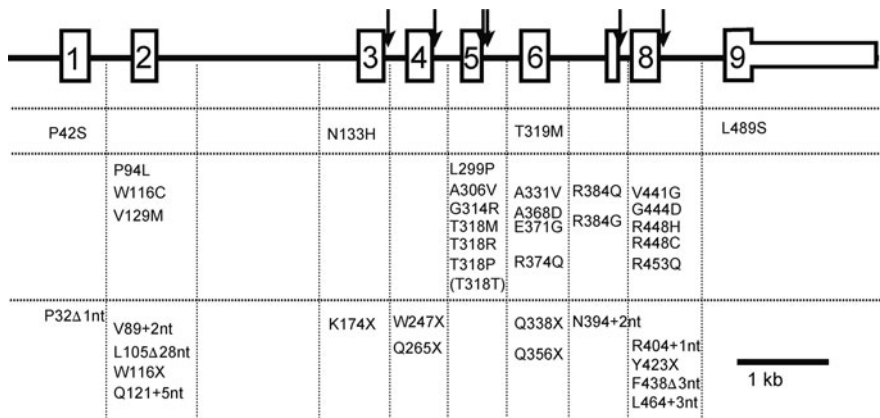 1 2 3 4 5 6 8 9
P42S N133H T319M L489S
P94L
W116C
V129M
L299P
A306V
G314R
T318M
T318R
T318P
(T318T)
A331V
A368D
E371G
R374Q
R384Q
R384G
V441G
G444D
R448H
R448C
R453Q
P32Δ1nt
V89+2nt
L105Δ28nt
W116X
Q121+5nt
K174X
W247X
Q265X
Q338X
Q356X
N394+2nt
R404+1nt
Y423X
F438Δ3nt
L464+3nt
1 kb